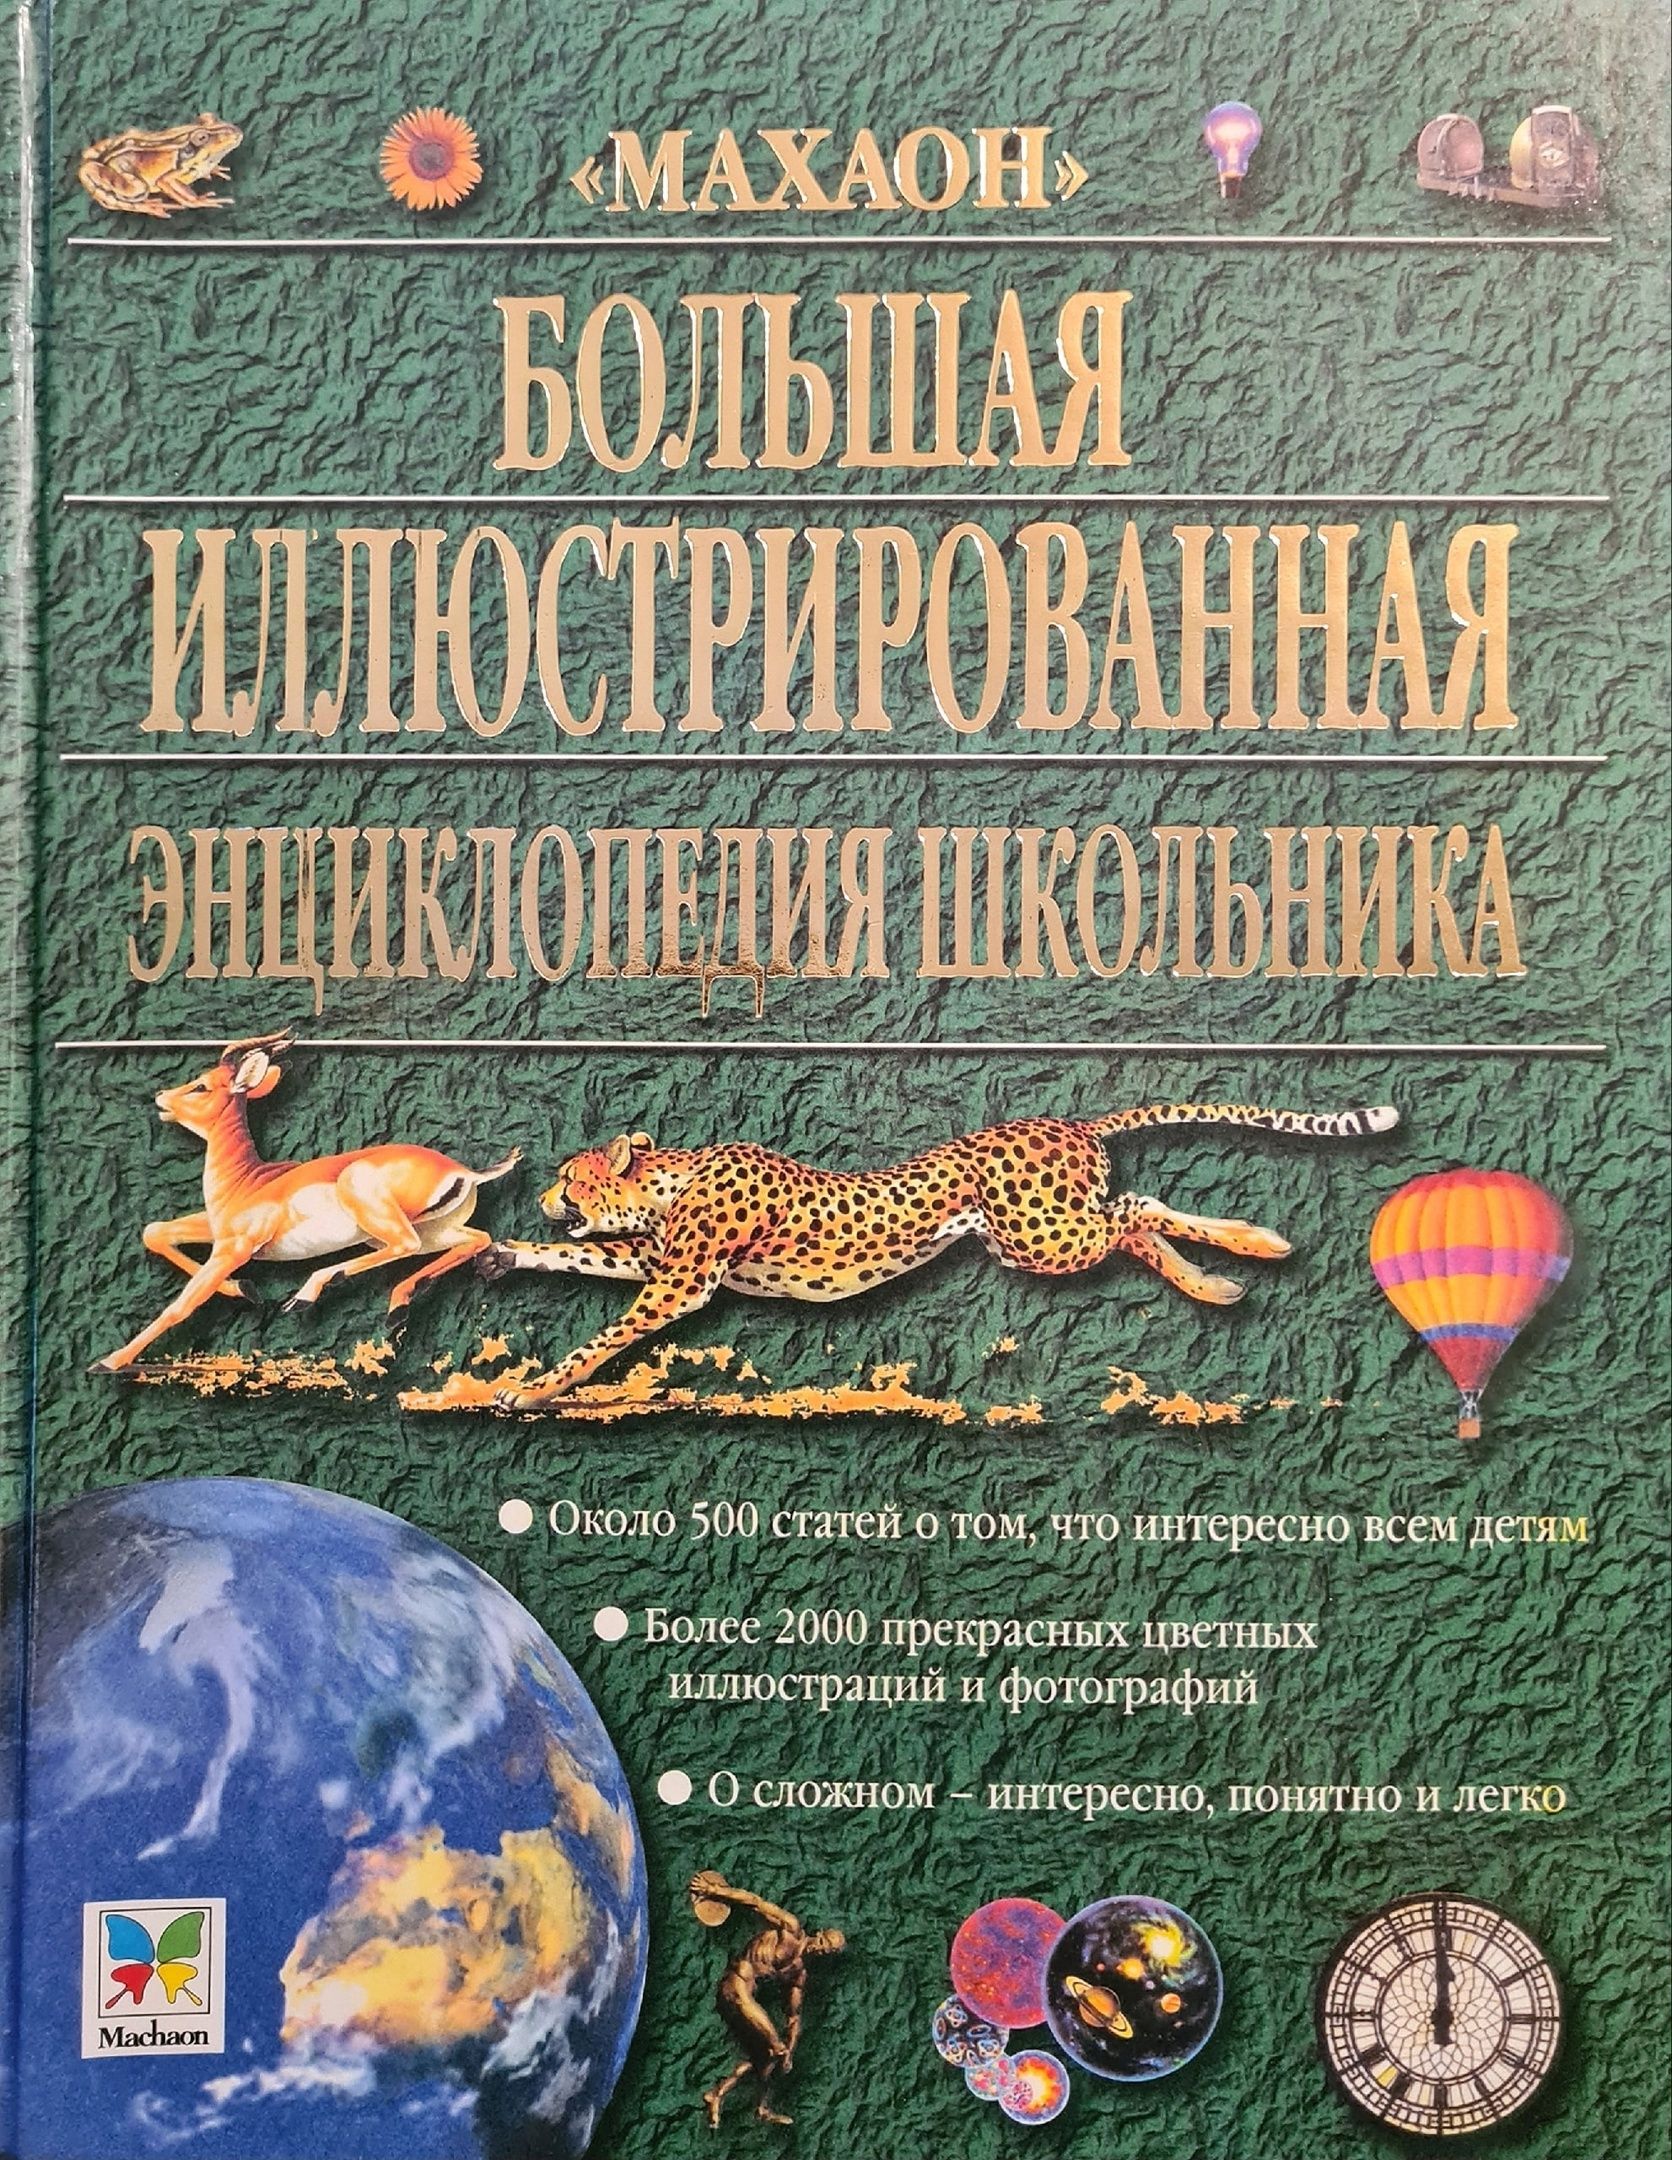 «МАХАОН»
БОЛЬШАЯ
ИЛЛЮСТРИРОВАННАЯ
ЭНЦИКЛОПЕДИЯ ШКОЛЬНИКА
● Около 500 статей о том, что интересно всем детям
● Более 2000 прекрасных цветных
иллюстраций и фотографий
● О сложном – интересно, понятно и легко
Machaon